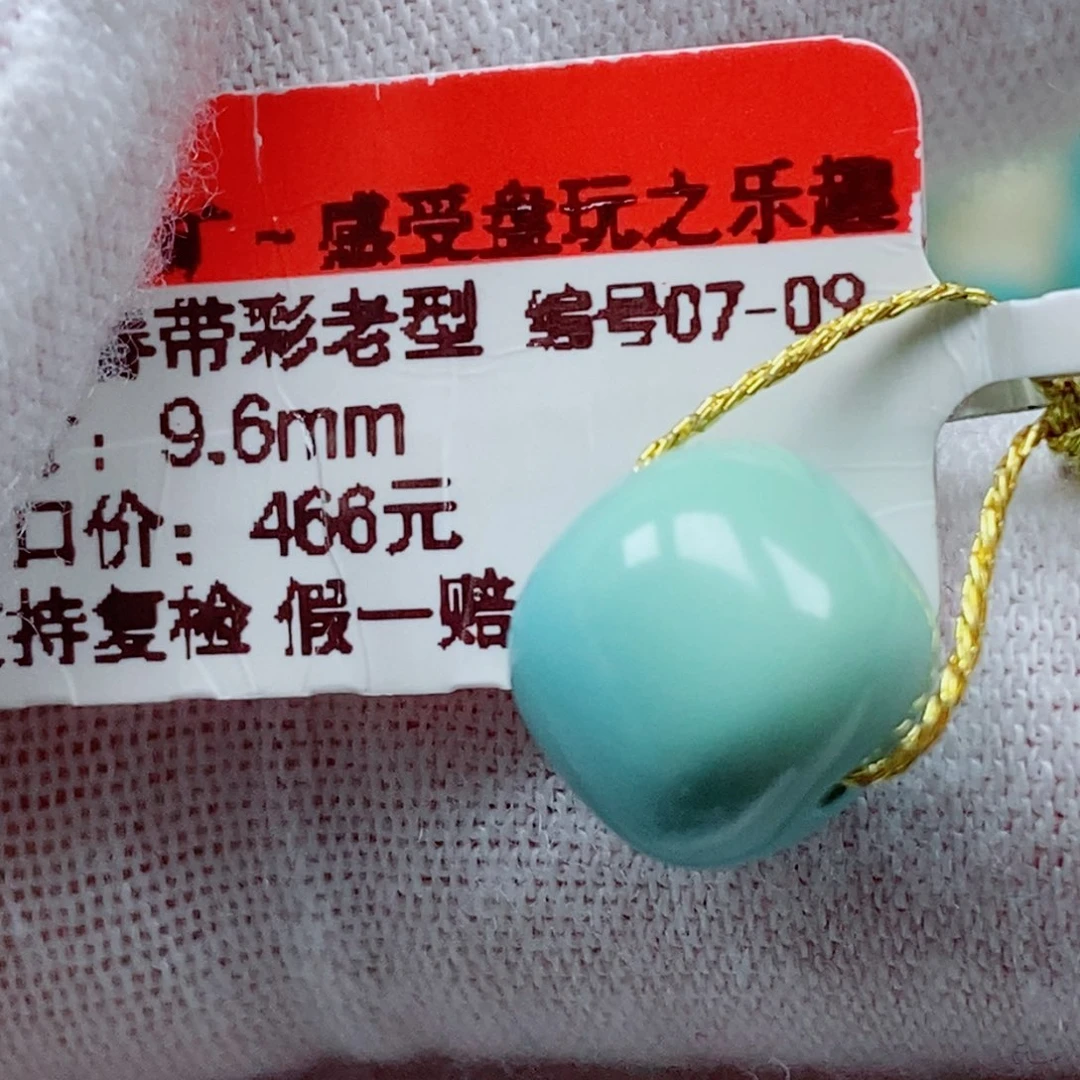 ~感受盘玩之乐趣
带彩老型 编号07-09
: 9.6mm
口价: 466元
持复检 假一赔